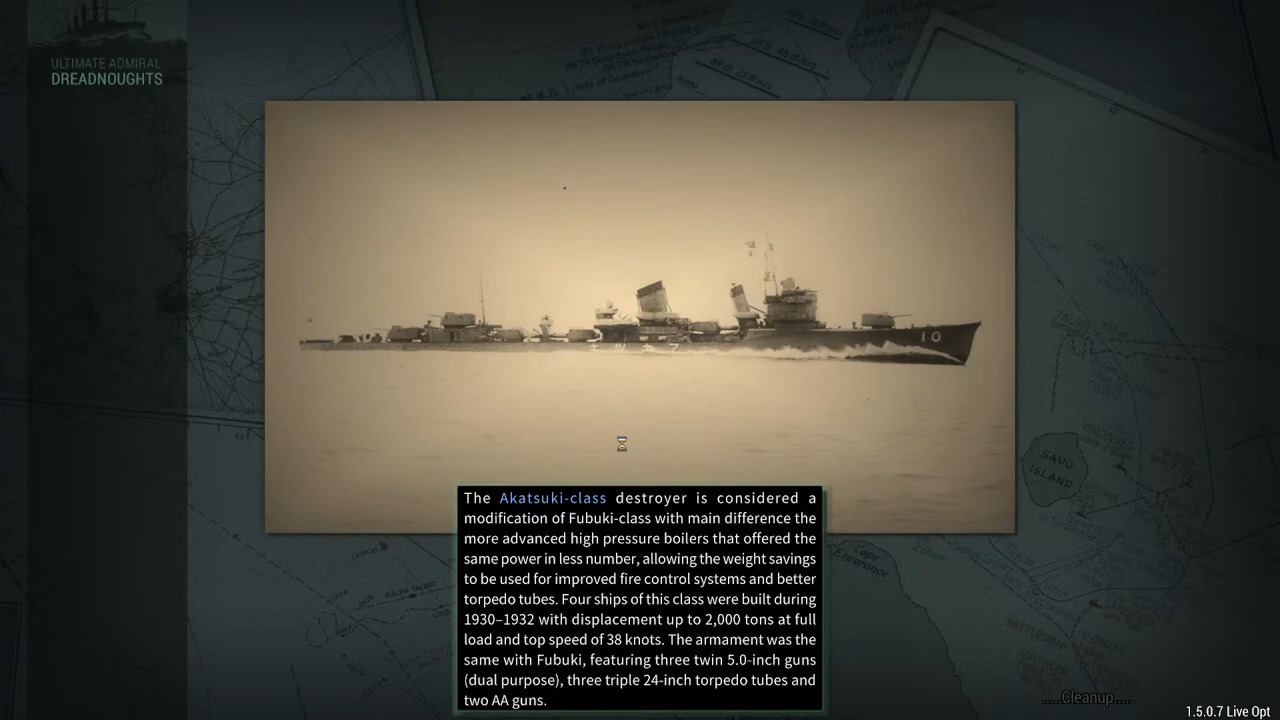 ULTIMATE ADMIRAL
DREADNOUGHTS
10
SAVO
ISLAND
Cape
Esperance
The Akatsuki-class destroyer is considered a
modification of Fubuki-class with main difference the
more advanced high pressure boilers that offered the
same power in less number, allowing the weight savings
to be used for improved fire control systems and better
torpedo tubes. Four ships of this class were built during
1930–1932 with displacement up to 2,000 tons at full
load and top speed of 38 knots. The armament was the
same with Fubuki, featuring three twin 5.0-inch guns
(dual purpose), three triple 24-inch torpedo tubes and
two AA guns.
.....Cleanup.....
1.5.0.7 Live Opt